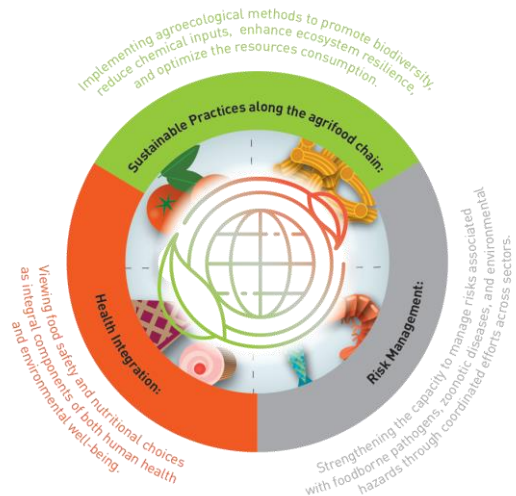 Implementing agroecological methods to promote biodiversity,
reduce chemical inputs, enhance ecosystem resilience,
and optimize the resources consumption.
Sustainable Practices along the agrifood chain:
Risk Management:
Strengthening the capacity to manage risks associated
with foodborne pathogens, zoonotic diseases, and environmental
hazards through coordinated efforts across sectors.
Health Integration:
Viewing food safety and nutritional choices
as integral components of both human health
and environmental well-being.